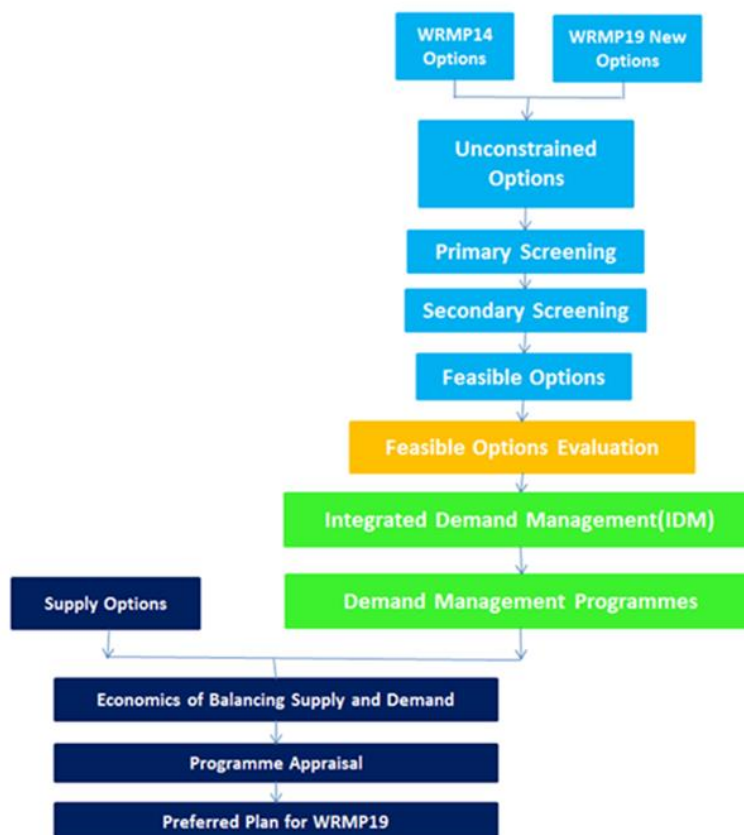 WRMP14
Options
WRMP19 New
Options
Unconstrained
Options
Primary Screening
Secondary Screening
Feasible Options
Feasible Options Evaluation
Integrated Demand Management(IDM)
Supply Options
Demand Management Programmes
Economics of Balancing Supply and Demand
Programme Appraisal
Preferred Plan for WRMP19